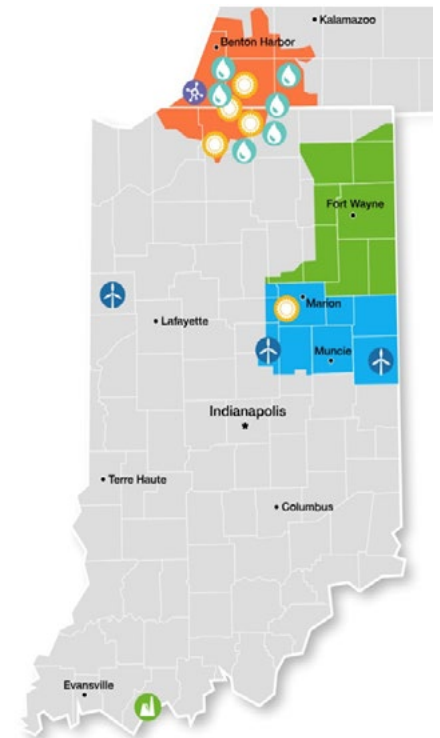 Kalamazoo
Benton Harbor
Fort Wayne
Marion
Lafayette
Muncie
Indianapolis
Terre Haute
Columbus
Evansville